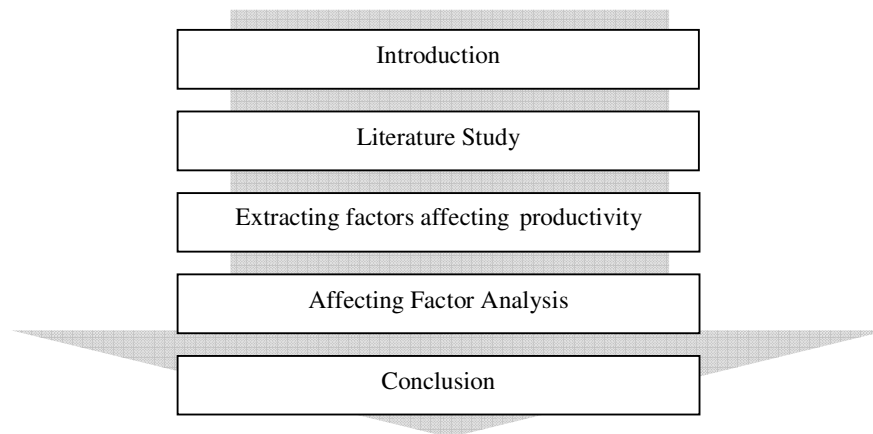 Introduction
Literature Study
Extracting factors affecting productivity
Affecting Factor Analysis
Conclusion